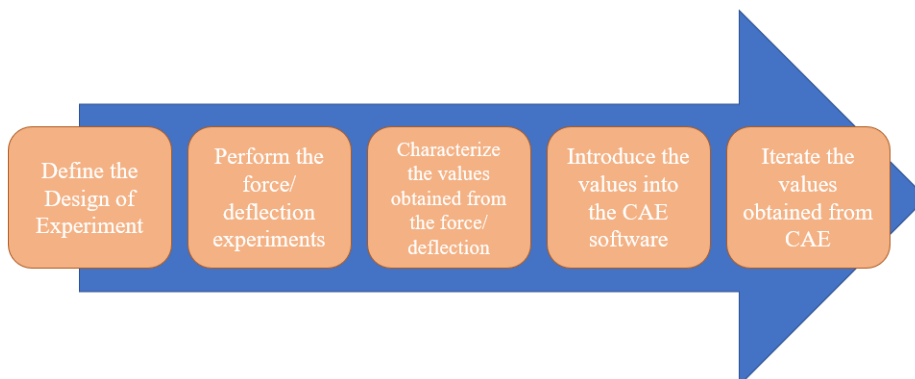 Define the
Design of
Experiment
Perform the
force/
deflection
experiments
Characterize
the values
obtained from
the force/
deflection
Introduce the
values into
the CAE
software
Iterate the
values
obtained from
CAE